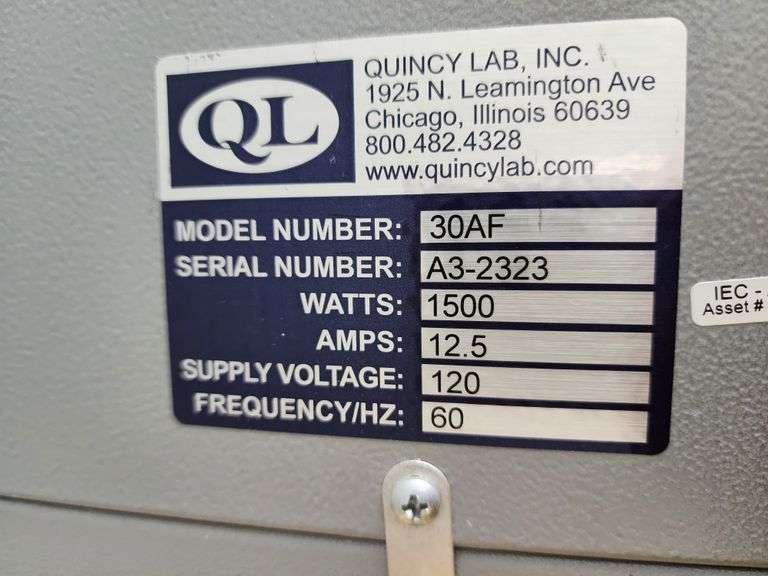 QL
QUINCY LAB, INC.
1925 N. Leamington Ave
Chicago, Illinois 60639
800.482.4328
www.quincylab.com
MODEL NUMBER: 30AF
SERIAL NUMBER: A3-2323
WATTS: 1500
AMPS: 12.5
SUPPLY VOLTAGE: 120
FREQUENCY/HZ: 60
IEC -
Asset #